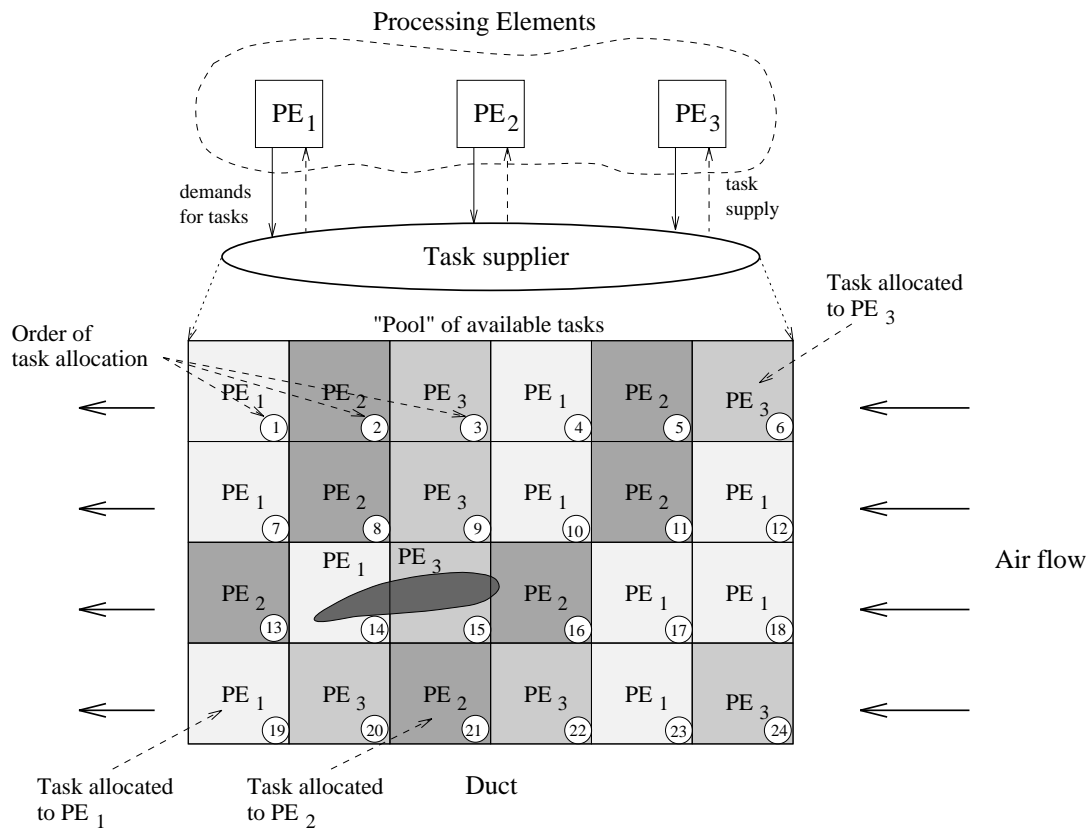 Processing Elements
PE 1
PE 2
PE 3
demands
for tasks
task
supply
Task supplier
Task allocated
to PE 3
"Pool" of available tasks
Order of
task allocation
PE 1 PE 2 PE 3 PE 1 PE 2 PE 3
1 2 3 4 5 6
PE 1 PE 2 PE 3 PE 1 PE 2 PE 1
7 8 9 10 11 12
PE 2 PE 1 PE 3 PE 2 PE 1 PE 1
13 14 15 16 17 18
Air flow
PE 1 PE 3 PE 2 PE 3 PE 1 PE 3
19 20 21 22 23 24
Task allocated
to PE 1
Task allocated
to PE 2
Duct